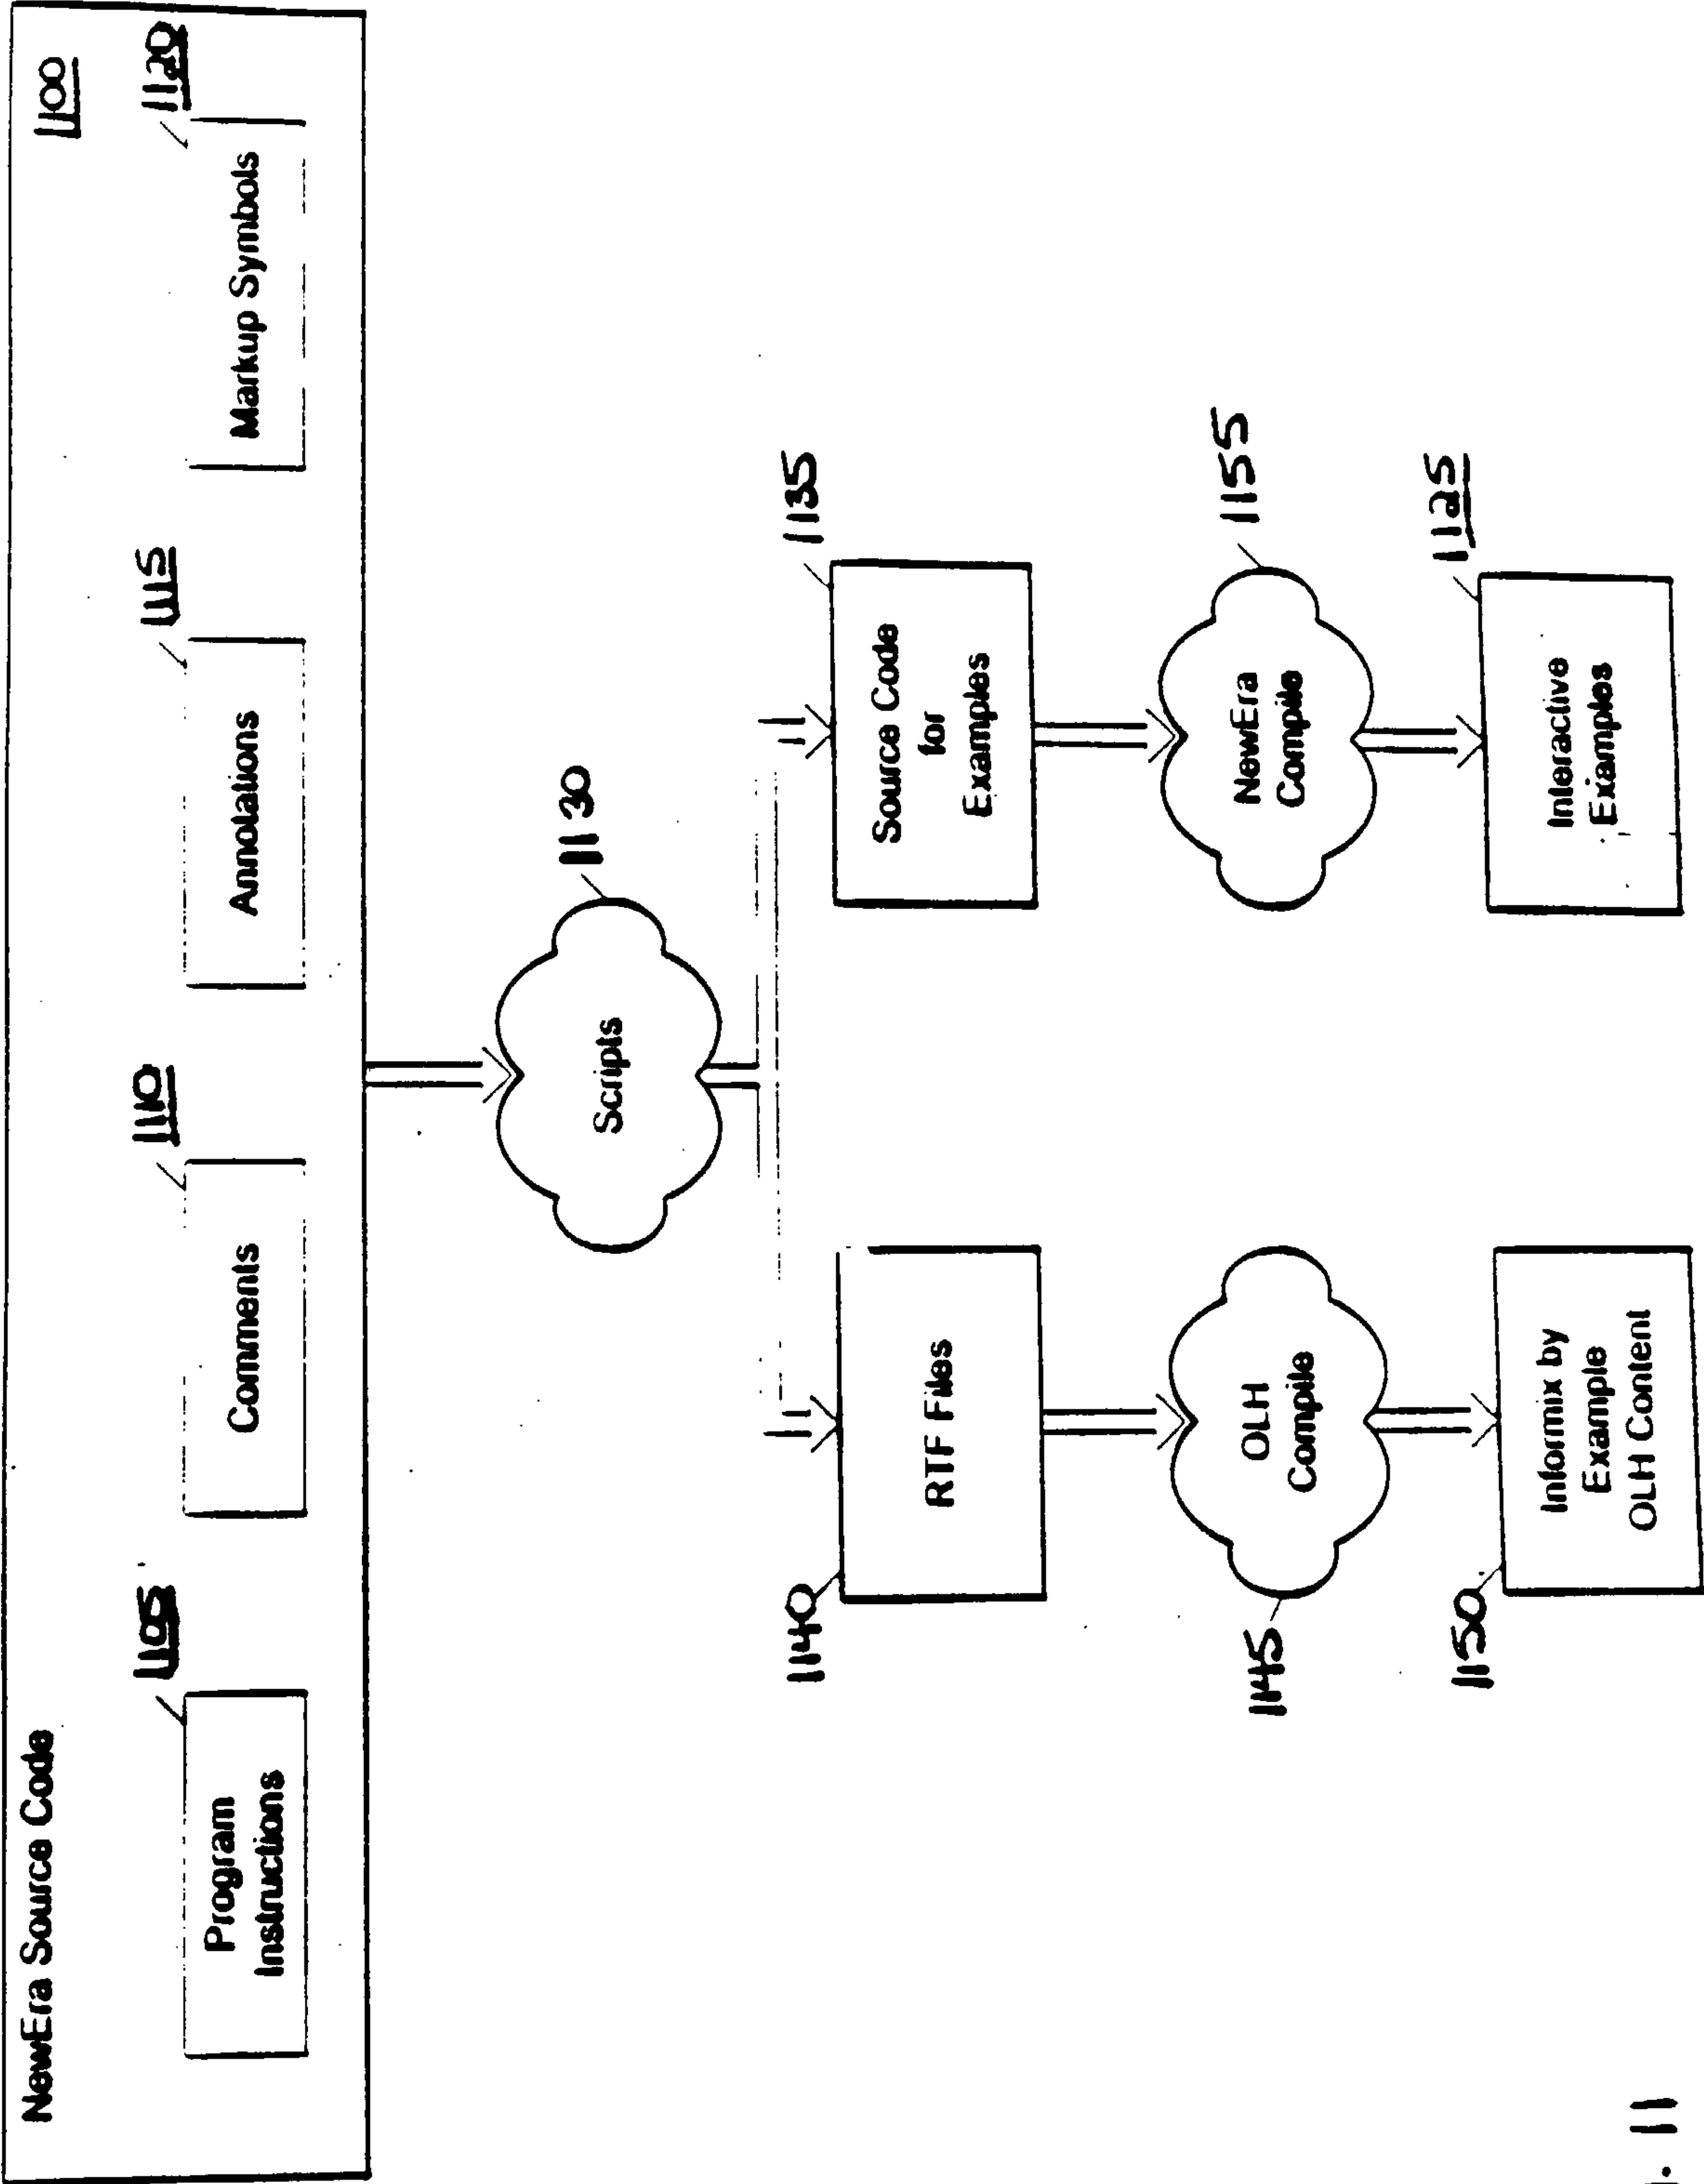 NewEra Source Code
1100
1105
Program
Instructions
1110
Comments
1115
Annotations
1120
Markup Symbols
Scripts
1130
1140
RTF Files
1135
Source Code
for
Examples
1145
OLH
Compile
NewEra
Compile
1155
1150
Informix by
Example
OLH Content
1125
Interactive
Examples
. 11